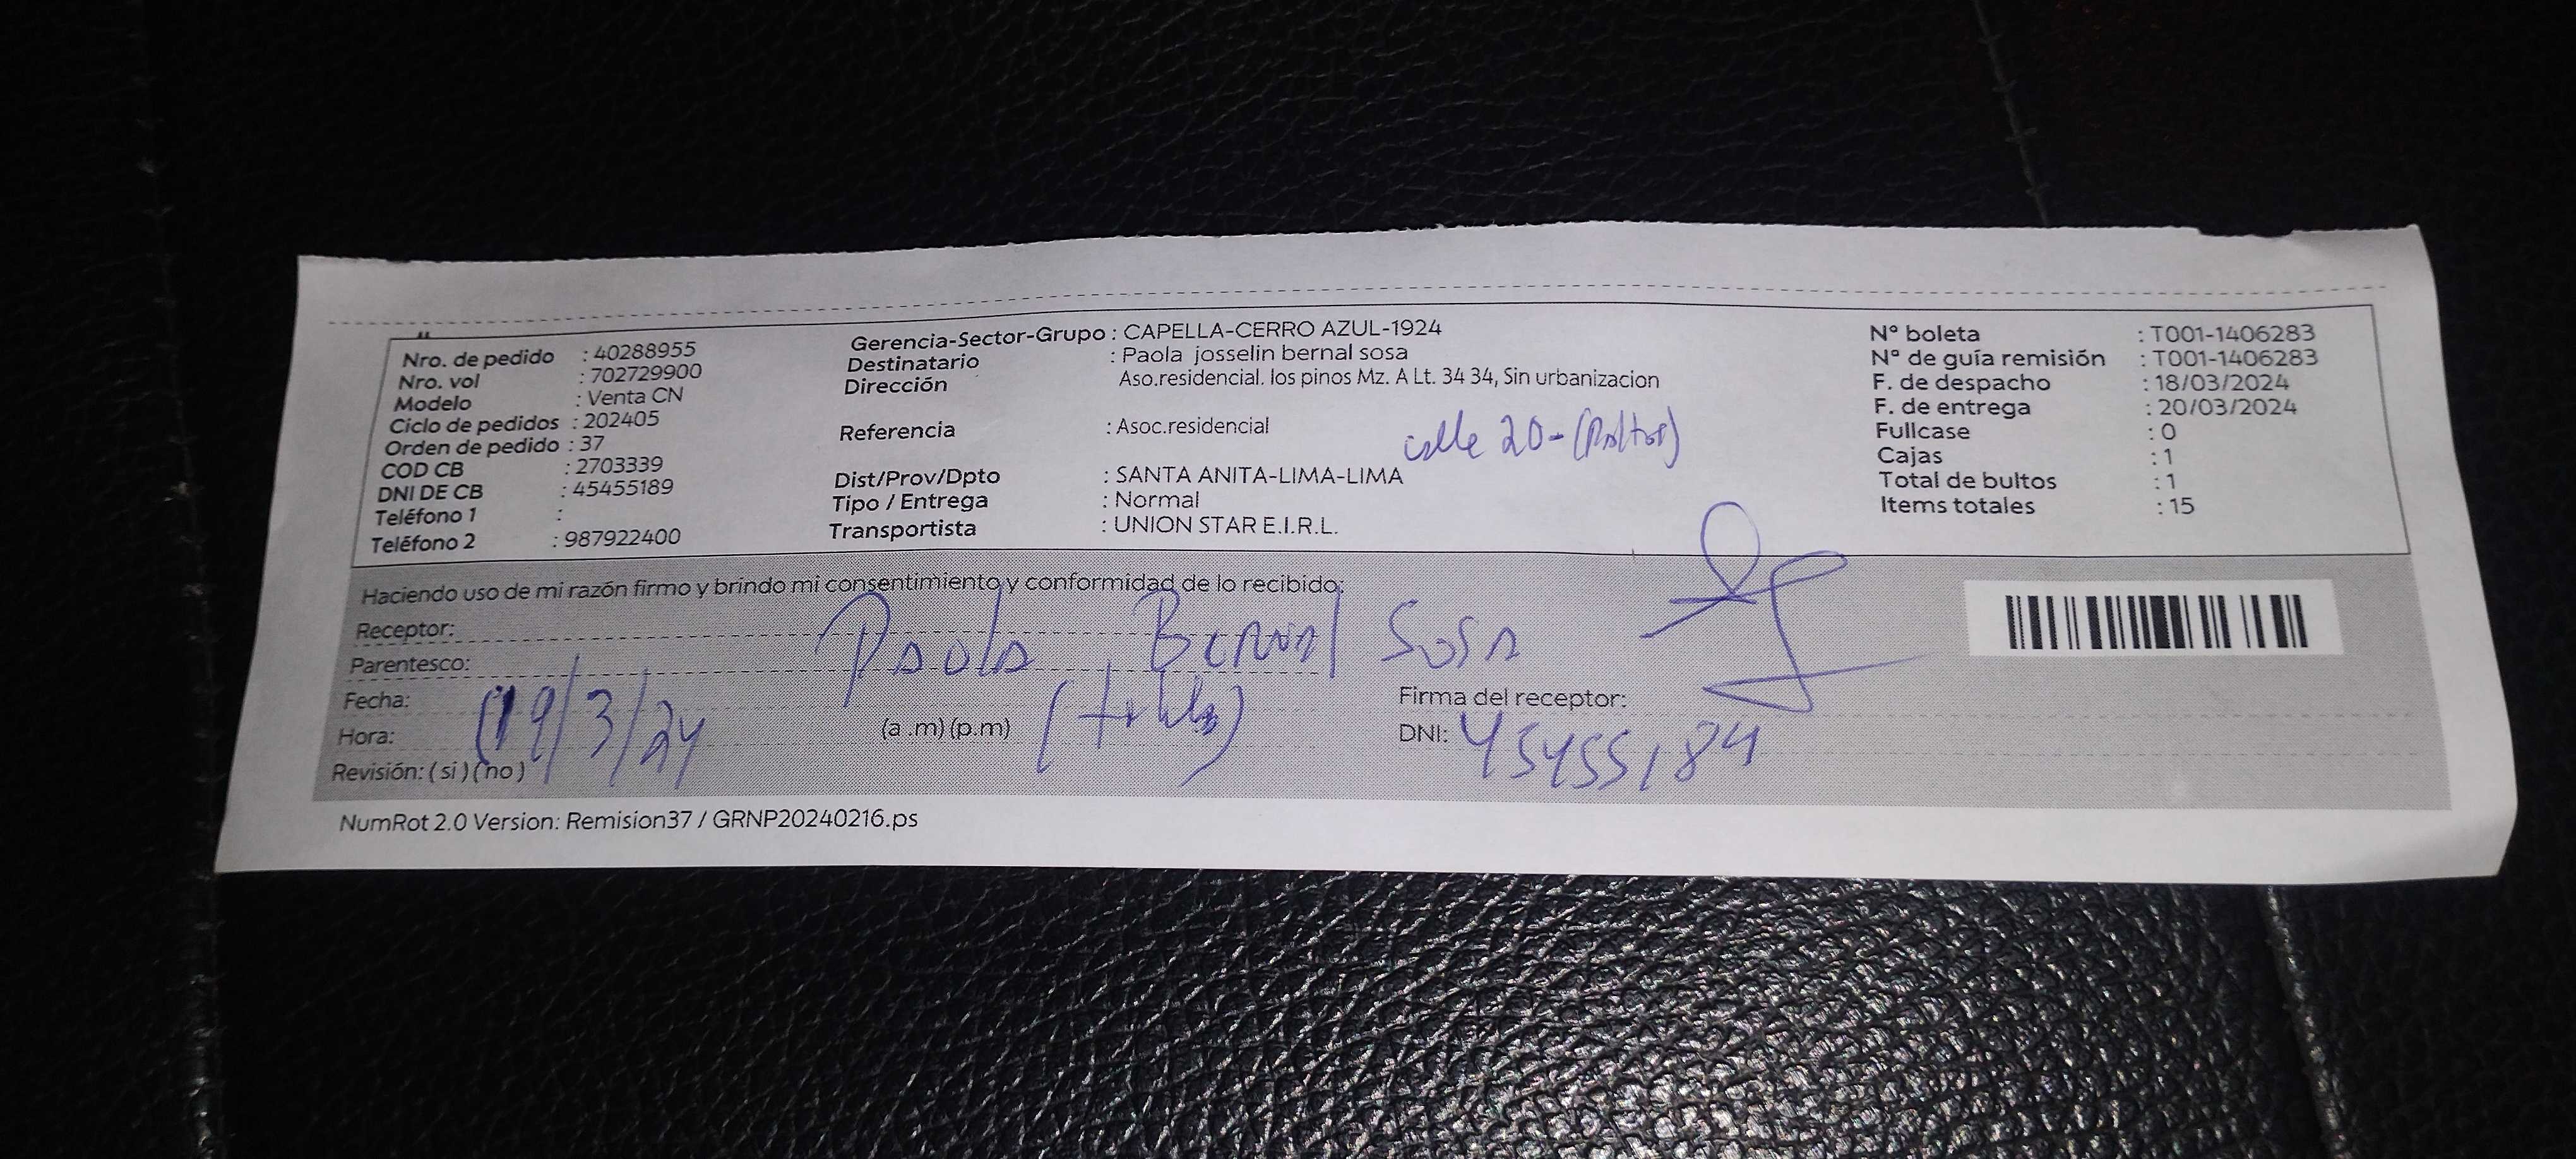 Nro. de pedido : 40288955
Nro. vol : 702729900
Modelo : Venta CN
Ciclo de pedidos : 202405
Orden de pedido : 37
COD CB : 2703339
DNI DE CB : 45455189
Teléfono 1 :
Teléfono 2 : 987922400
Gerencia-Sector-Grupo : CAPELLA-CERRO AZUL-1924
Destinatario : Paola josselin bernal sosa
Dirección Aso.residencial. los pinos Mz. A Lt. 34 34, Sin urbanizacion
Referencia : Asoc.residencial
calle 20-
Dist/Prov/Dpto : SANTA ANITA-LIMA-LIMA
Tipo / Entrega : Normal
Transportista : UNION STAR E.I.R.L.
N° boleta : T001-1406283
N° de guía remisión : T001-1406283
F. de despacho : 18/03/2024
F. de entrega : 20/03/2024
Fullcase : 0
Cajas : 1
Total de bultos : 1
Items totales : 15
Haciendo uso de mi razón firmo y brindo mi consentimiento y conformidad de lo recibido:
Receptor: Paola Bernal Sosa
Parentesco:
Fecha: 19/3/24
Firma del receptor:
Hora: (a .m) (p.m)
DNI: 45455184
Revisión: ( si ) ( no )
NumRot 2.0 Version: Remision37 / GRNP20240216.ps